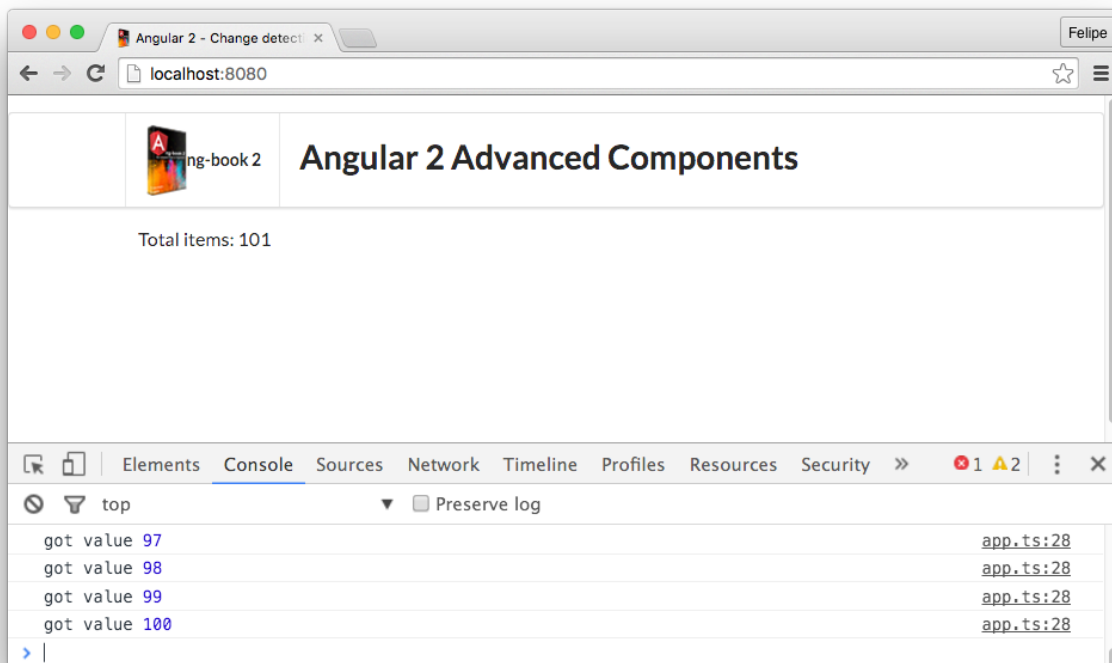 Angular 2 - Change detecti
Felipe
localhost:8080
ng-book 2
Angular 2 Advanced Components
Total items: 101
Elements Console Sources Network Timeline Profiles Resources Security » 1 2
top Preserve log
got value 97 app.ts:28
got value 98 app.ts:28
got value 99 app.ts:28
got value 100 app.ts:28